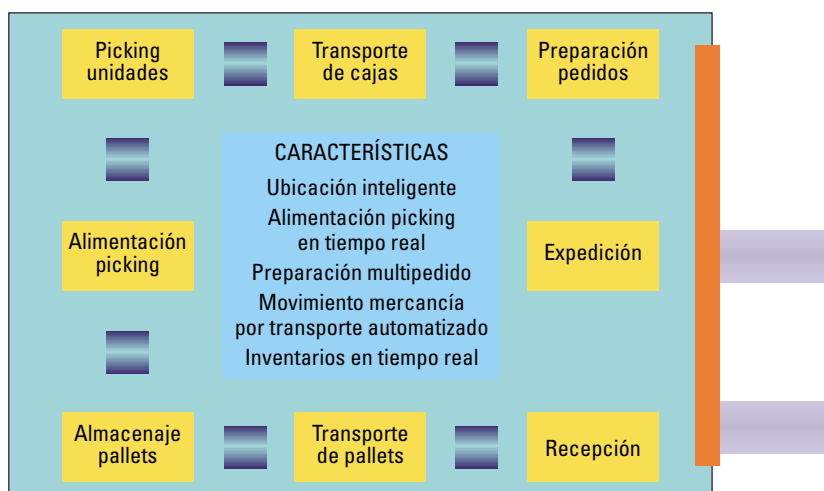 Picking
unidades
Transporte
de cajas
Preparación
pedidos
CARACTERÍSTICAS
Ubicación inteligente
Alimentación picking
en tiempo real
Preparación multipedido
Movimiento mercancía
por transporte automatizado
Inventarios en tiempo real
Alimentación
picking
Expedición
Almacenaje
pallets
Transporte
de pallets
Recepción